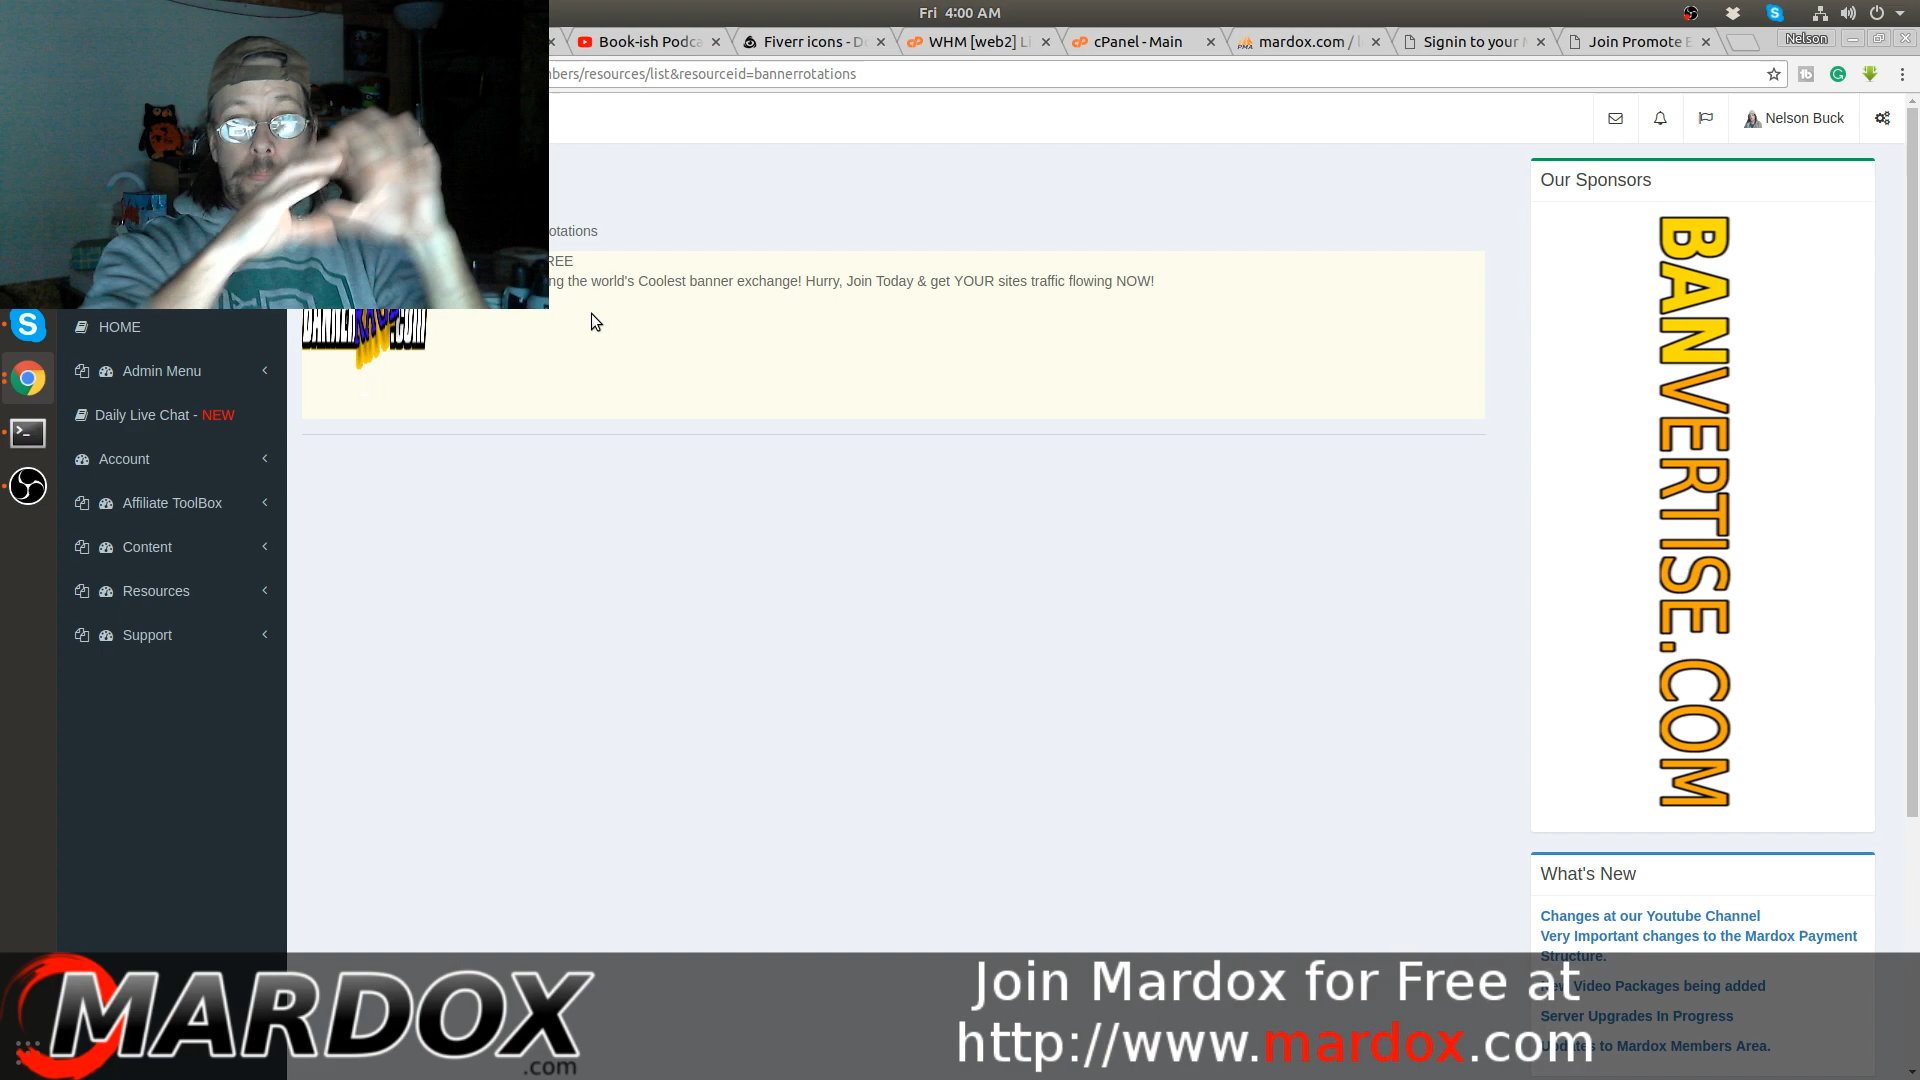 Fri 4:00 AM
Book-ish Podca
Fiverr icons - D
WHM [web2] Li
cPanel - Main
mardox.com / l
Signin to your
Join Promote E
Nelson
nbers/resources/list&resourceid=bannerrotations
Nelson Buck
otations
REE
ng the world's Coolest banner exchange! Hurry, Join Today & get YOUR sites traffic flowing NOW!
HOME
Admin Menu
Daily Live Chat - NEW
Account
Affiliate ToolBox
Content
Resources
Support
Our Sponsors
BANVERTISE.COM
What's New
Changes at our Youtube Channel
Very Important changes to the Mardox Payment
Structure.
New Video Packages being added
Server Upgrades In Progress
Updates to Mardox Members Area.
MARDOX
.com
Join Mardox for Free at
http://www.mardox.com